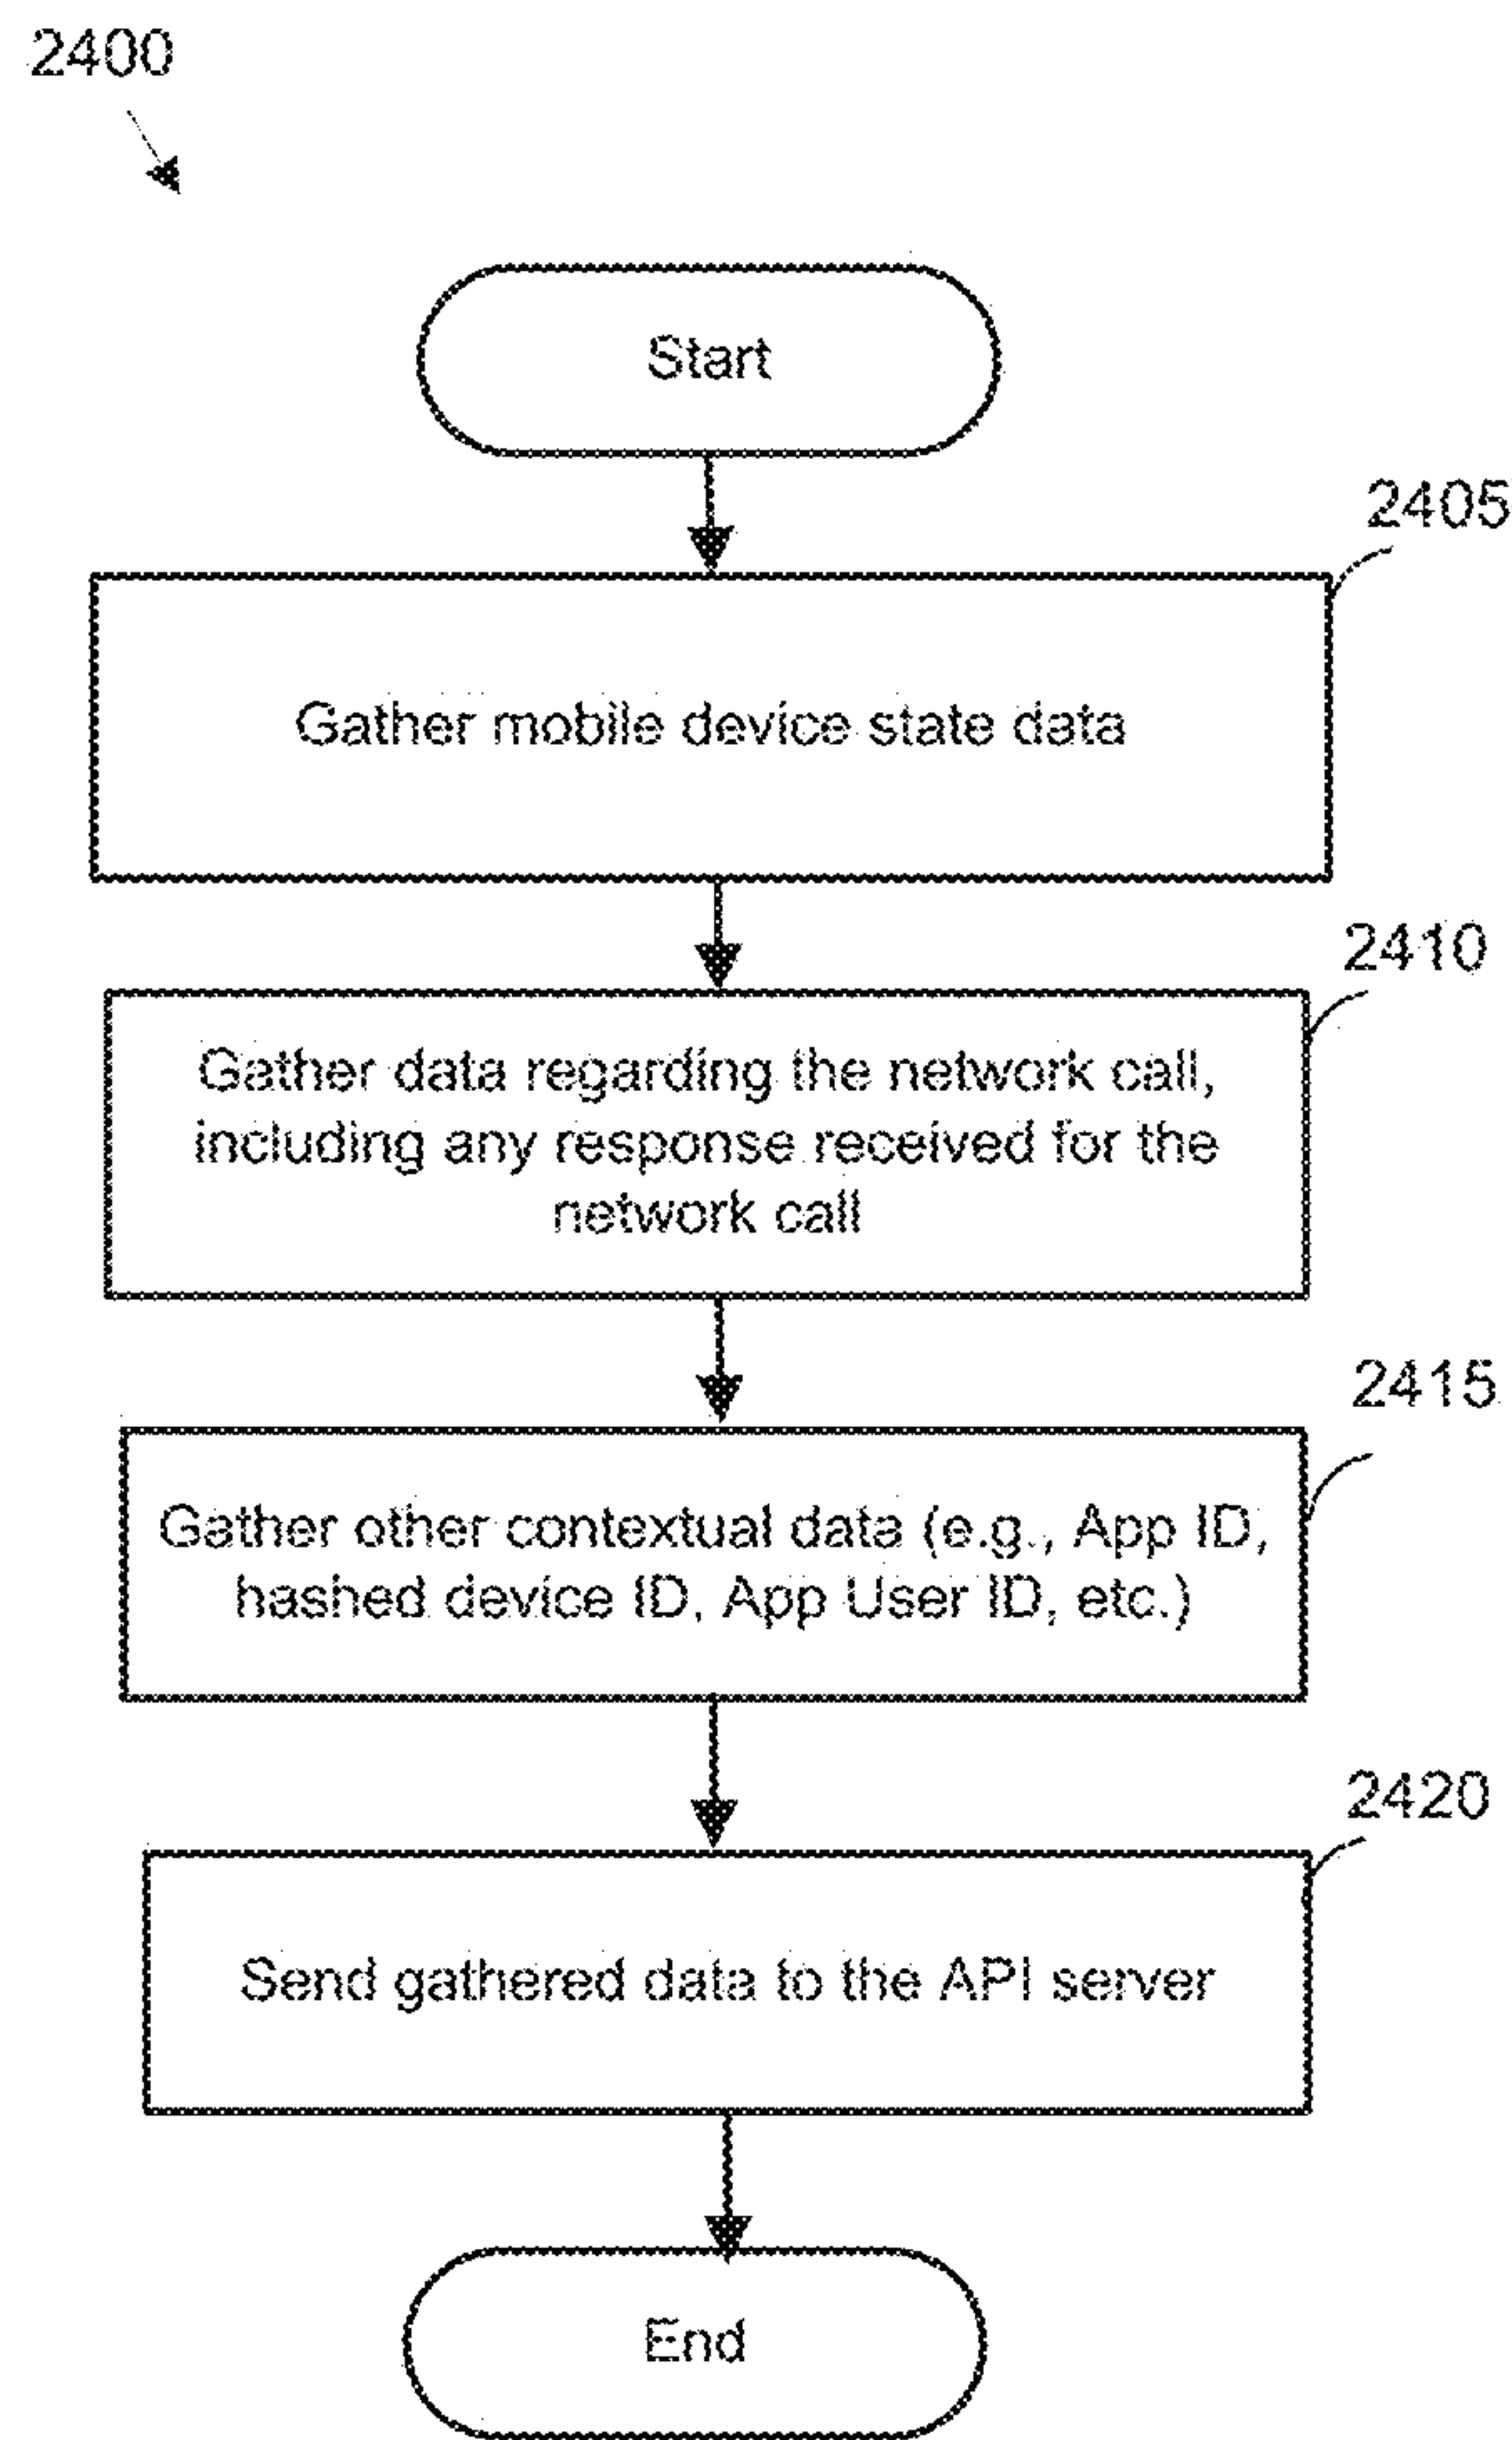 2400
Start
2405
Gather mobile device state data
2410
Gather data regarding the network call,
including any response received for the
network call
2415
Gather other contextual data (e.g., App ID,
hashed device ID, App User ID, etc.)
2420
Send gathered data to the API server
End